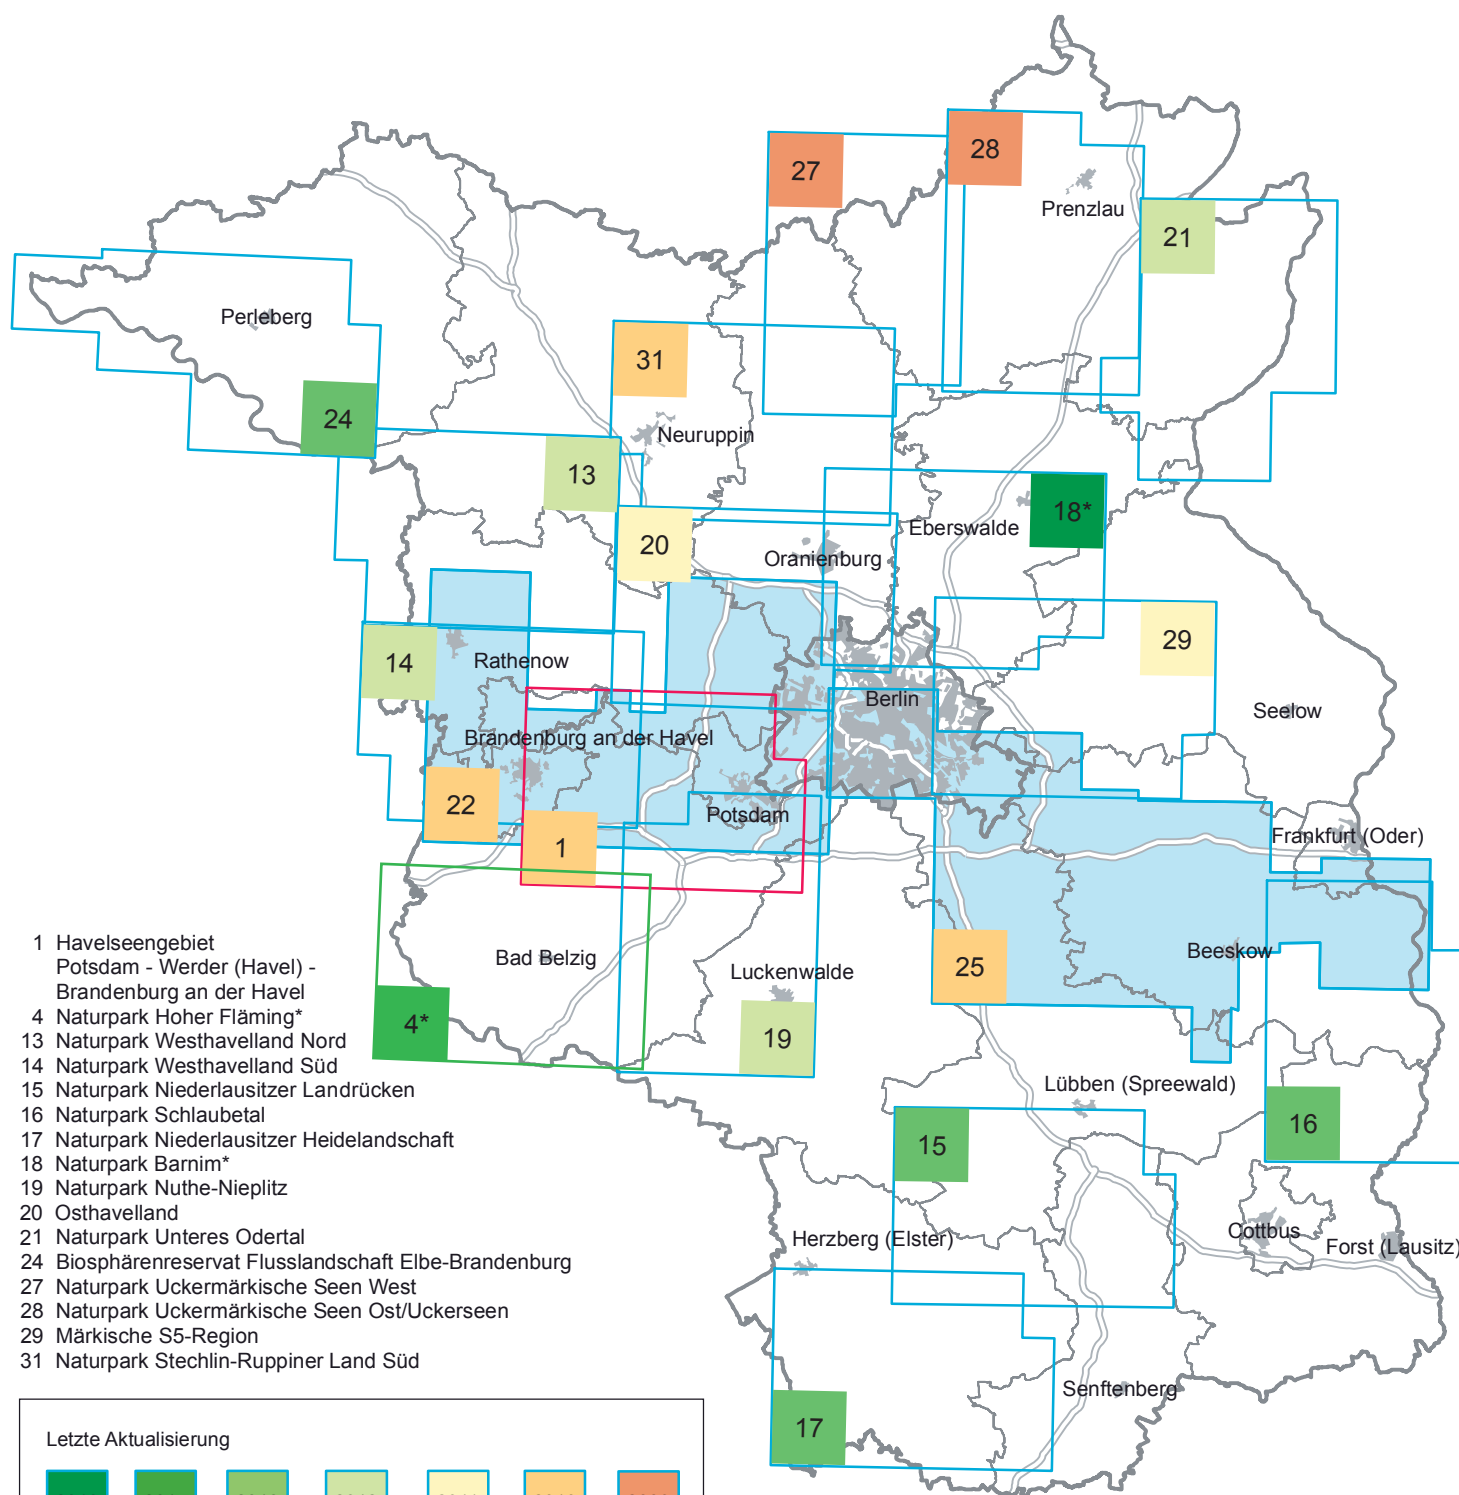 28
27
Prenzlau
21
Perleberg
31
24
Neuruppin
13
18*
Eberswalde
20
Oranienburg
29
14
Rathenow
Berlin
Seelow
Brandenburg an der Havel
22
Potsdam
1
Frankfurt (Oder)
Bad Belzig
Beeskow
25
Luckenwalde
4*
19
Lübben (Spreewald)
16
15
Cottbus
Herzberg (Elster)
Forst (Lausitz)
Senftenberg
17
1 Havelseengebiet
Potsdam - Werder (Havel) -
Brandenburg an der Havel
4 Naturpark Hoher Fläming*
13 Naturpark Westhavelland Nord
14 Naturpark Westhavelland Süd
15 Naturpark Niederlausitzer Landrücken
16 Naturpark Schlaubetal
17 Naturpark Niederlausitzer Heidelandschaft
18 Naturpark Barnim*
19 Naturpark Nuthe-Nieplitz
20 Osthavelland
21 Naturpark Unteres Odertal
24 Biosphärenreservat Flusslandschaft Elbe-Brandenburg
27 Naturpark Uckermärkische Seen West
28 Naturpark Uckermärkische Seen Ost/Uckerseen
29 Märkische S5-Region
31 Naturpark Stechlin-Ruppiner Land Süd
Letzte Aktualisierung